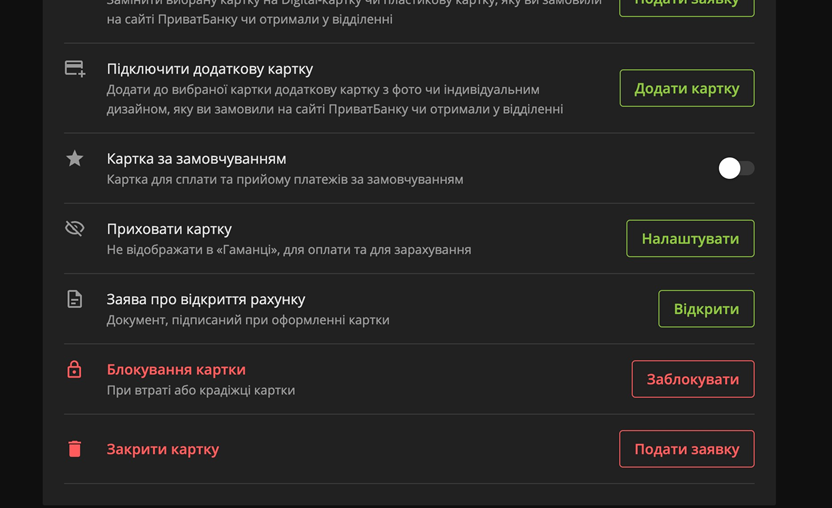 Замінити вибрану картку на Digital-картку чи пластикову картку, яку ви замовили
на сайті ПриватБанку чи отримали у відділенні
Подати заявку
Підключити додаткову картку
Додати до вибраної картки додаткову картку з фото чи індивідуальним
дизайном, яку ви замовили на сайті ПриватБанку чи отримали у відділенні
Додати картку
Картка за замовчуванням
Картка для сплати та прийому платежів за замовчуванням
Приховати картку
Не відображати в «Гаманці», для оплати та для зарахування
Налаштувати
Заява про відкриття рахунку
Документ, підписаний при оформленні картки
Відкрити
Блокування картки
При втраті або крадіжці картки
Заблокувати
Закрити картку
Подати заявку